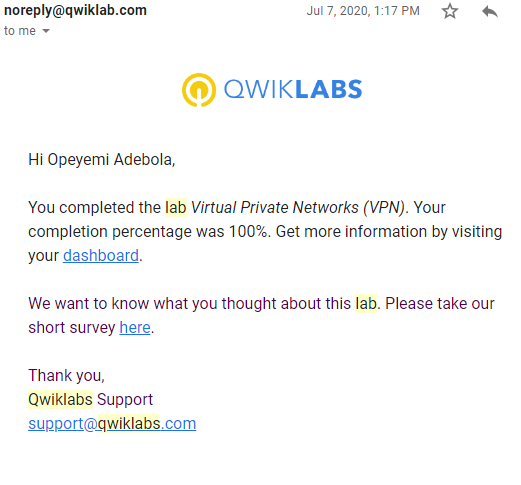 noreply@qwiklab.com Jul 7, 2020, 1:17 PM
to me
QWIKLABS
Hi Opeyemi Adebola,
You completed the lab Virtual Private Networks (VPN). Your
completion percentage was 100%. Get more information by visiting
your dashboard.
We want to know what you thought about this lab. Please take our
short survey here.
Thank you,
Qwiklabs Support
support@qwiklabs.com